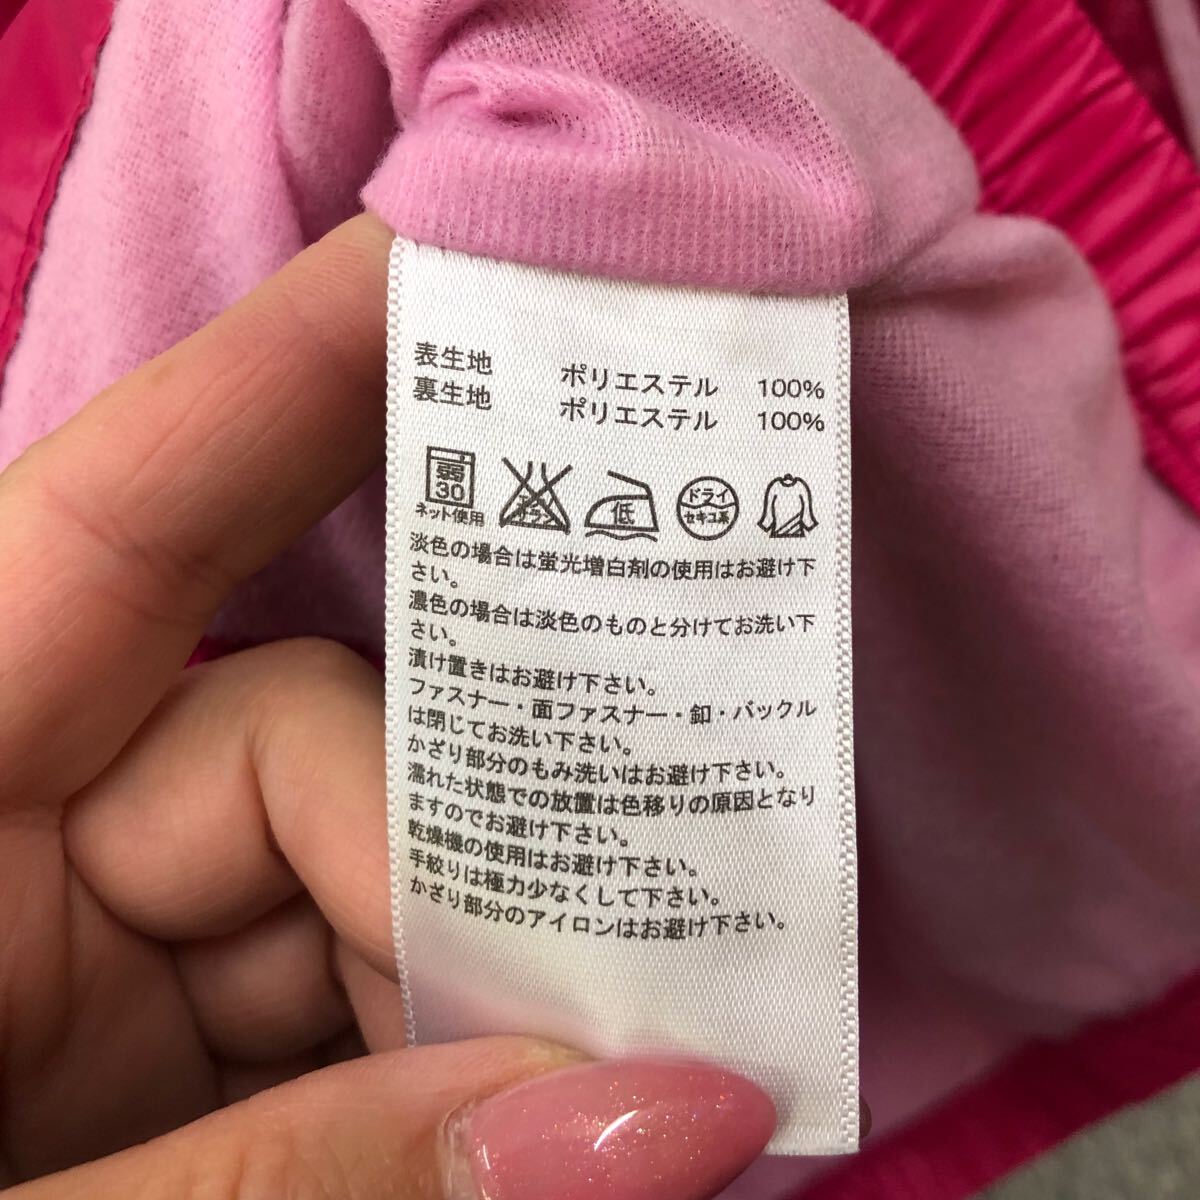 表生地 ポリエステル 100%
裏生地 ポリエステル 100%
弱
30
ネット使用
エンソ
サラシ
低
ドライ
セキユ系
淡色の場合は蛍光増白剤の使用はお避け下
さい。
濃色の場合は淡色のものと分けてお洗い下
さい。
漬け置きはお避け下さい。
ファスナー・面ファスナー・釦・バックル
は閉じてお洗い下さい。
かざり部分のもみ洗いはお避け下さい。
濡れた状態での放置は色移りの原因となり
ますのでお避け下さい。
乾燥機の使用はお避け下さい。
手絞りは極力少なくして下さい。
かざり部分のアイロンはお避け下さい。